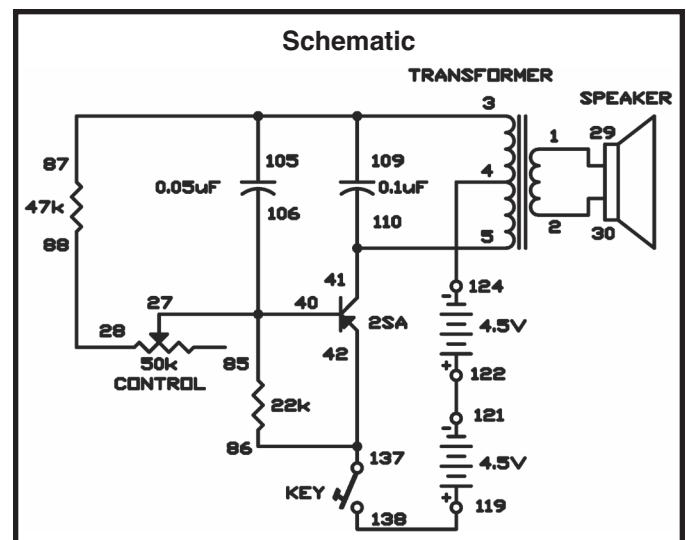 Schematic
TRANSFORMER
3
SPEAKER
1
29
87
105
109
4
0.05uF
0.1uF
47k
106
110
2
30
88
5
41
124
27
40
-
28
2SA
4.5V
42
50k
85
+
122
CONTROL
22k
121
-
86
137
4.5V
KEY
+
119
138